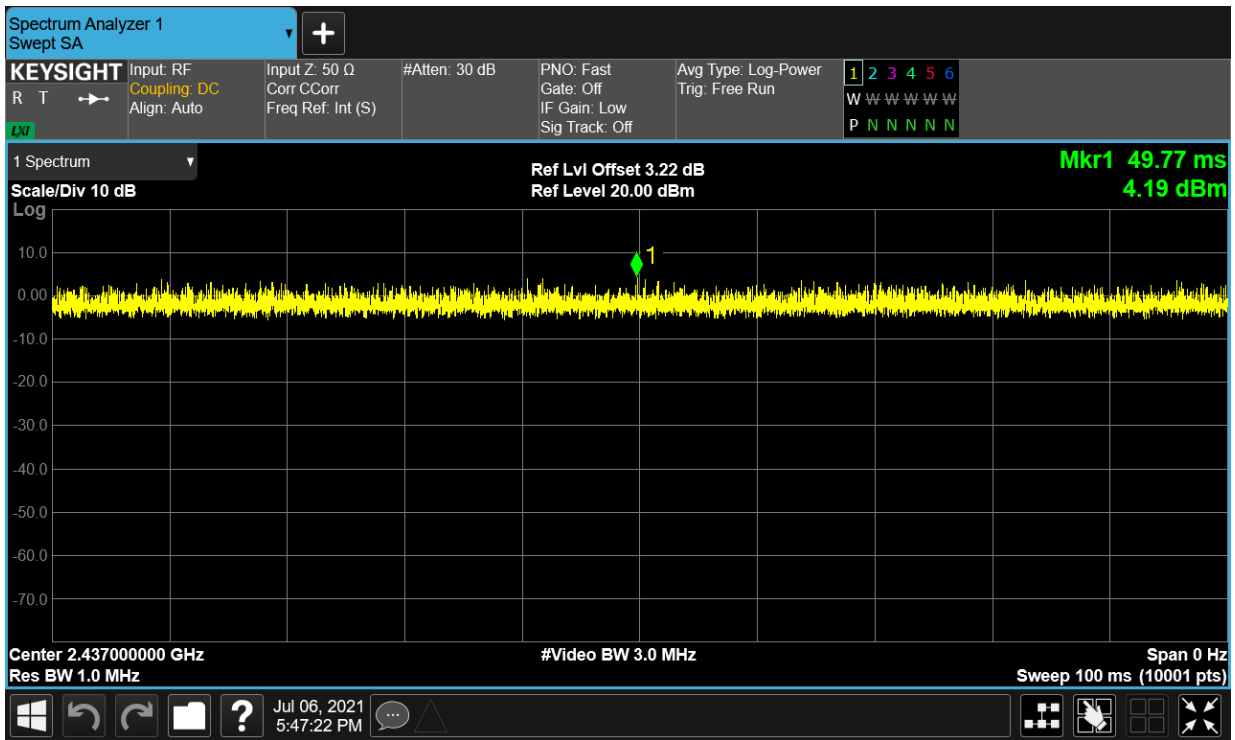 Spectrum Analyzer 1
Swept SA
+
KEYSIGHT
R T
LXI
Input: RF
Coupling: DC
Align: Auto
Input Z: 50 Ω
Corr CCorr
Freq Ref: Int (S)
#Atten: 30 dB
PNO: Fast
Gate: Off
IF Gain: Low
Sig Track: Off
Avg Type: Log-Power
Trig: Free Run
1 2 3 4 5 6
W W W W W W
P N N N N N
1 Spectrum
Scale/Div 10 dB
Log
Ref Lvl Offset 3.22 dB
Ref Level 20.00 dBm
Mkr1 49.77 ms
4.19 dBm
1
10.0
0.00
-10.0
-20.0
-30.0
-40.0
-50.0
-60.0
-70.0
Center 2.437000000 GHz
Res BW 1.0 MHz
#Video BW 3.0 MHz
Span 0 Hz
Sweep 100 ms (10001 pts)
?
Jul 06, 2021
5:47:22 PM